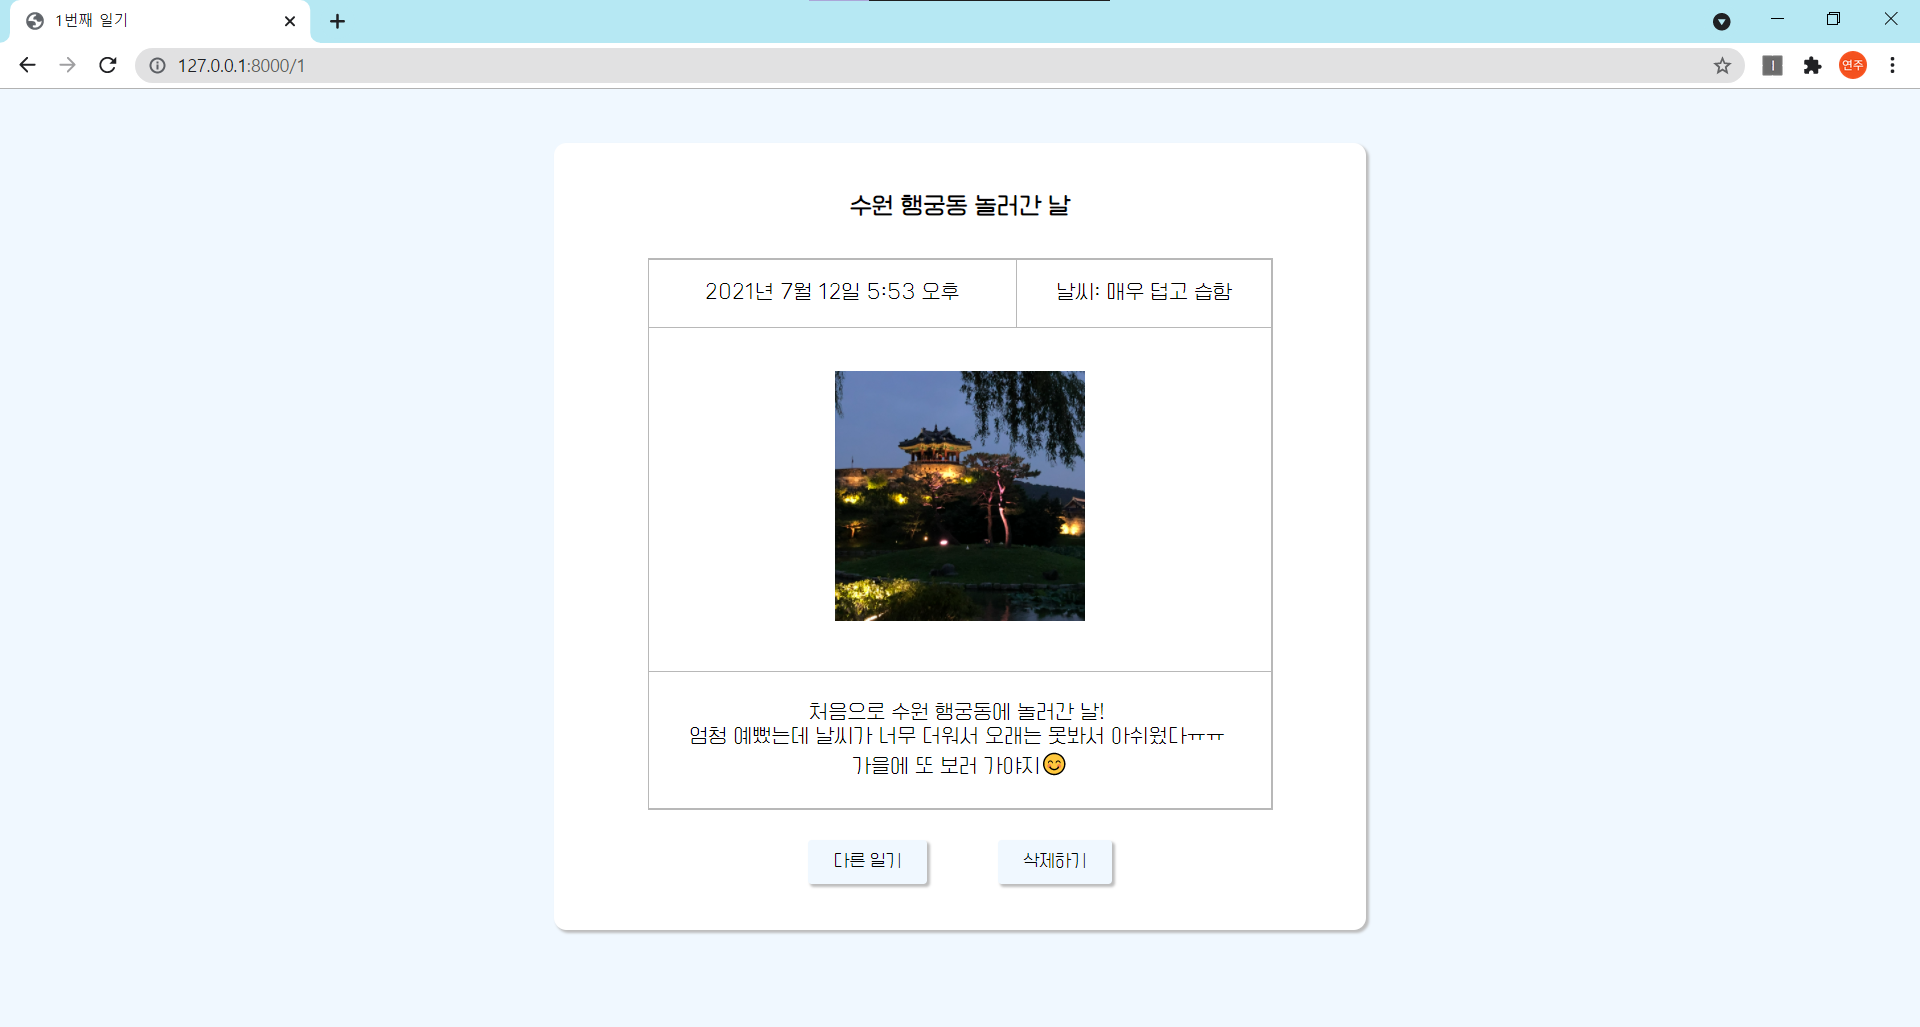 1번째 일기
127.0.0.1:8000/1
연주
수원 행궁동 놀러간 날
2021년 7월 12일 5:53 오후
날씨: 매우 덥고 습함
처음으로 수원 행궁동에 놀러간 날!
엄청 예뻤는데 날씨가 너무 더워서 오래는 못봐서 아쉬웠다ㅠㅠ
가을에 또 보러 가야지😊
다른 일기
삭제하기